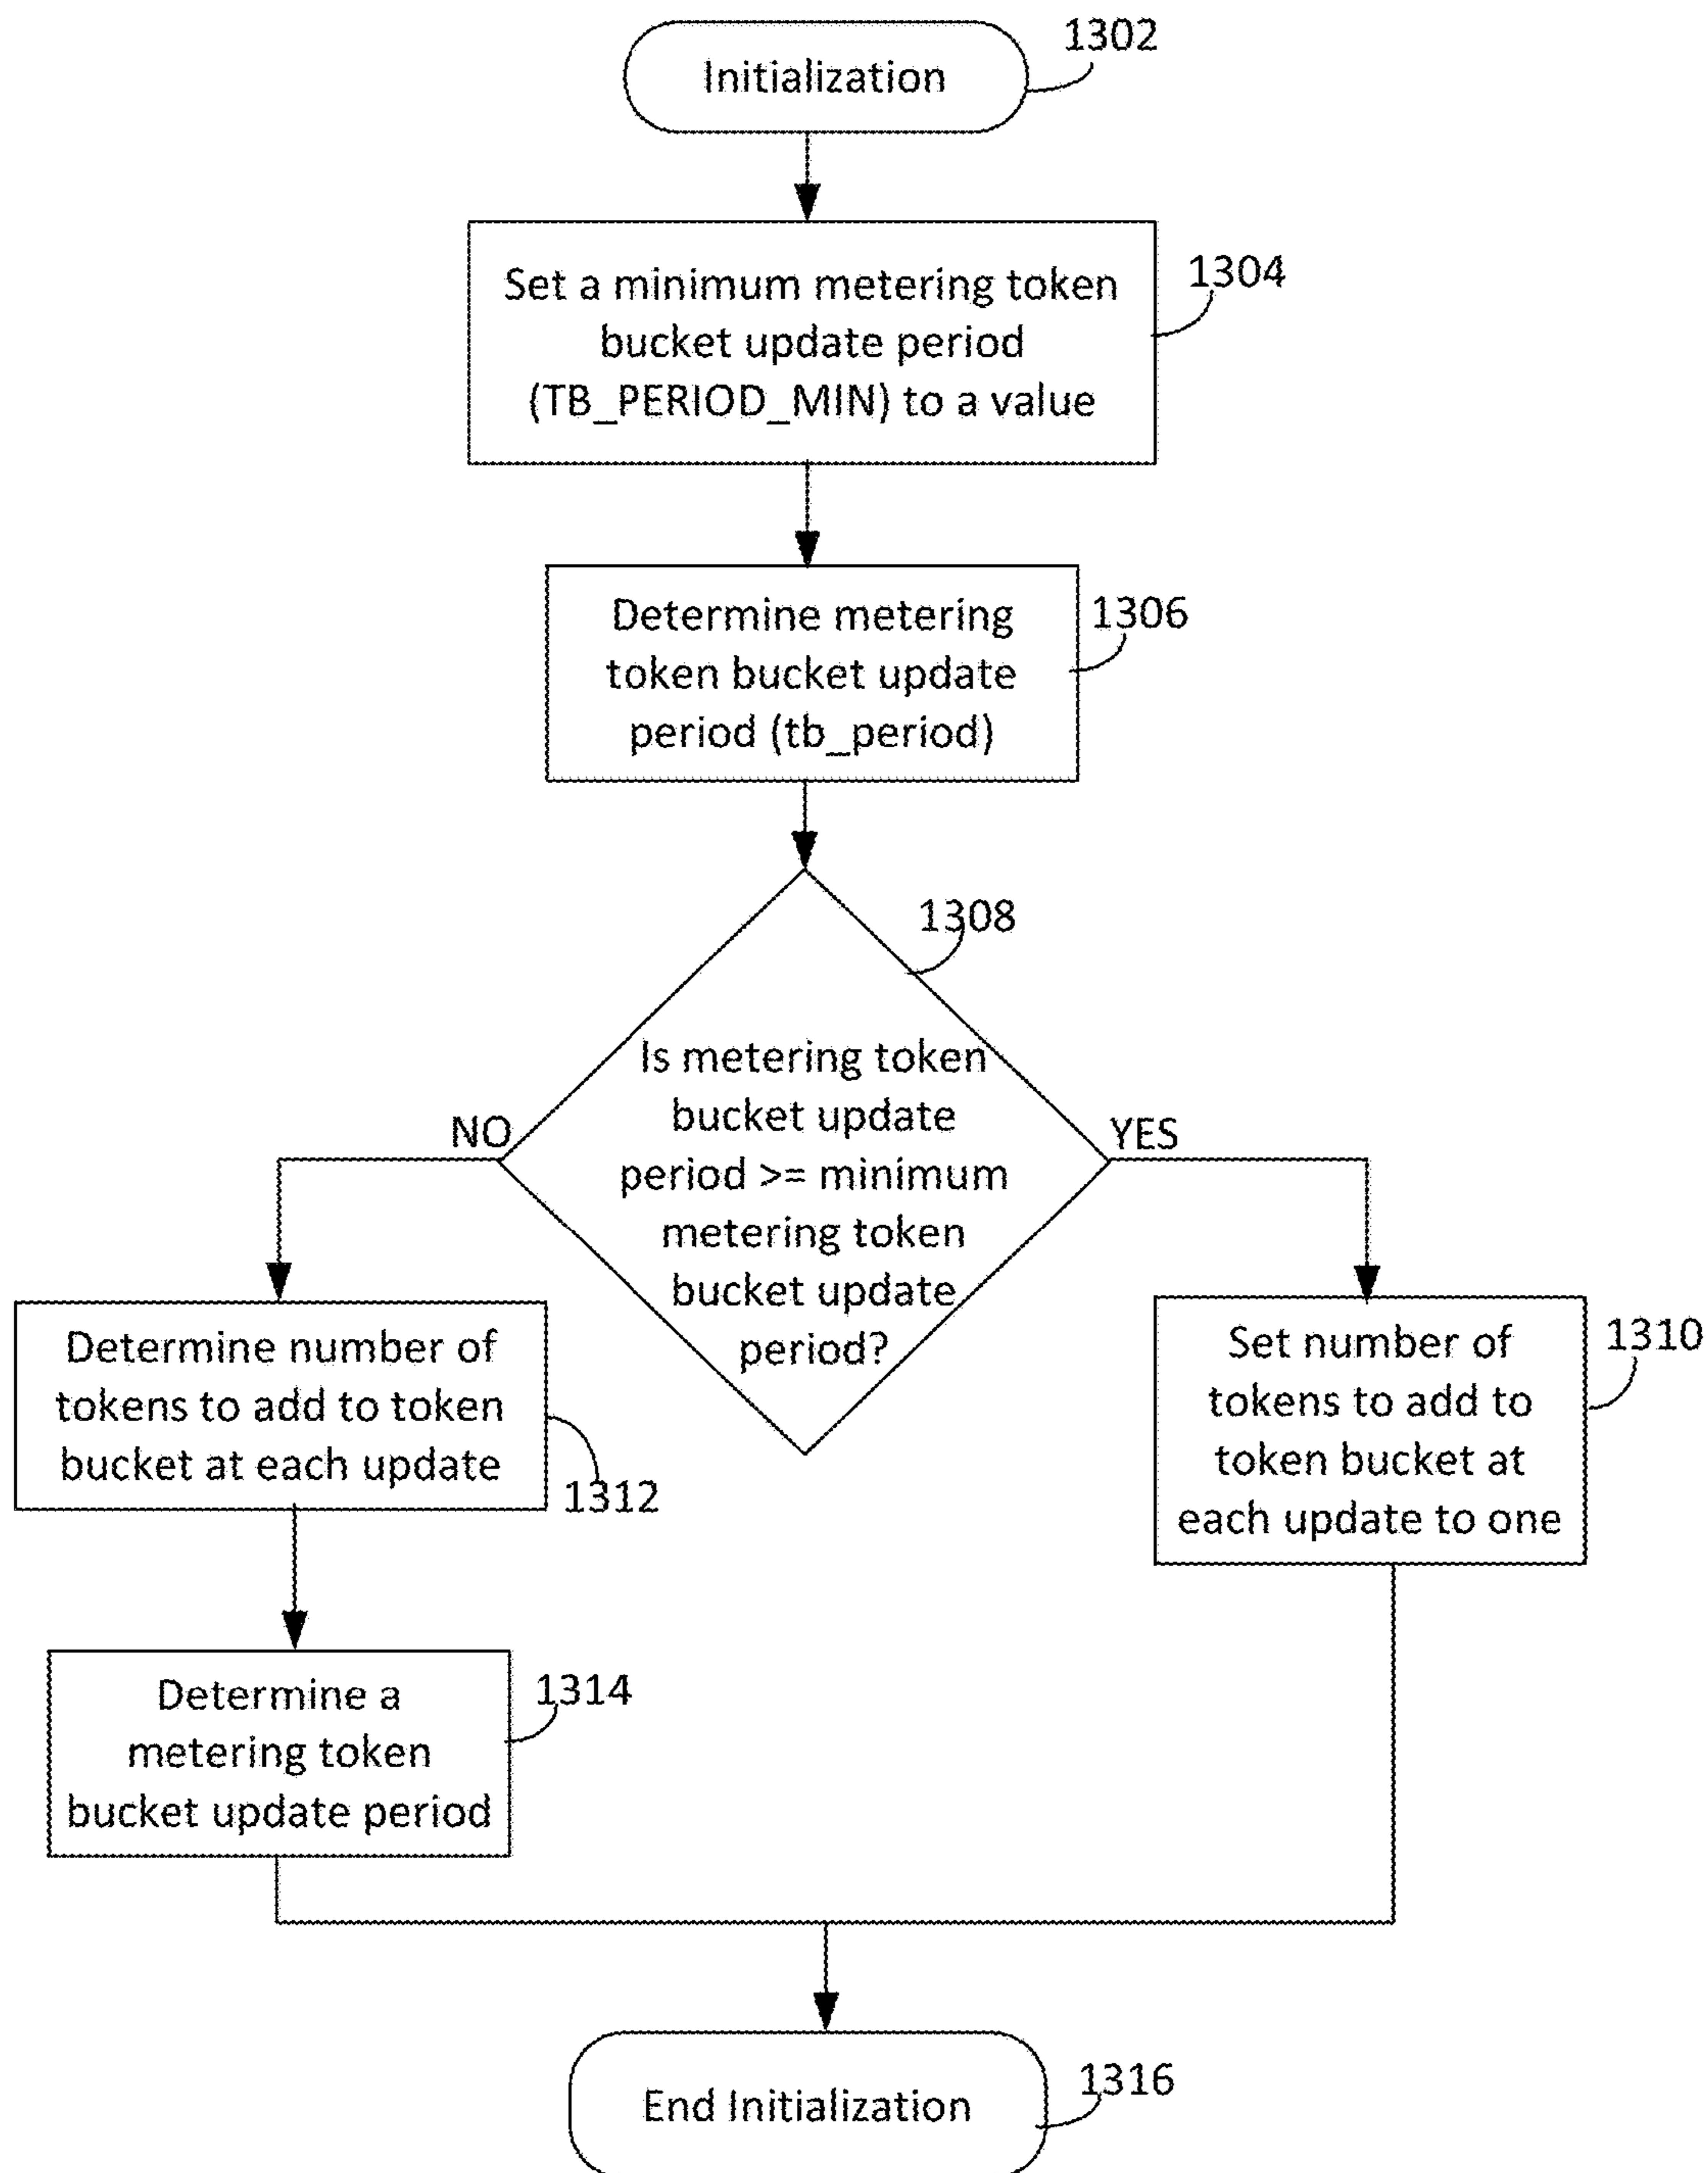 1302
Initialization
1304
Set a minimum metering token
bucket update period
(TB_PERIOD_MIN) to a value
1306
Determine metering
token bucket update
period (tb_period)
1308
Is metering token
bucket update
period >= minimum
metering token
bucket update
period?
NO
YES
Determine number of
tokens to add to token
bucket at each update
1312
Set number of
tokens to add to
token bucket at
each update to one
1310
Determine a
metering token
bucket update period
1314
End Initialization
1316